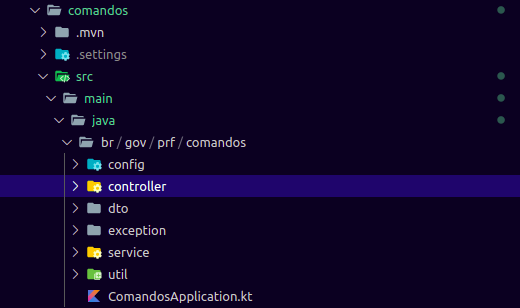 comandos
.mvn
.settings
src
main
java
br / gov / prf / comandos
config
controller
dto
exception
service
util
ComandosApplication.kt